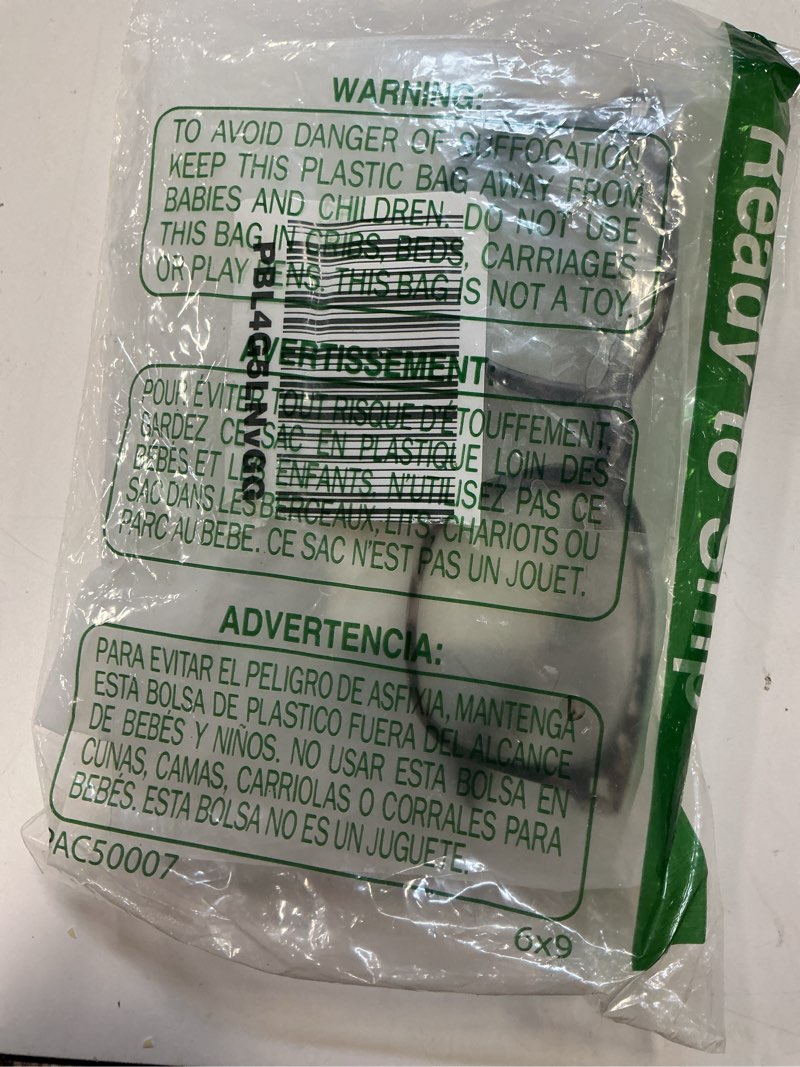 WARNING:
TO AVOID DANGER OF SUFFOCATION
KEEP THIS PLASTIC BAG AWAY FROM
BABIES AND CHILDREN. DO NOT USE
THIS BAG IN CRIBS, BEDS, CARRIAGES
OR PLAY PENS. THIS BAG IS NOT A TOY.
AVERTISSEMENT:
POUR EVITER TOUT RISQUE D'ETOUFFEMENT,
GARDEZ CE SAC EN PLASTIQUE LOIN DES
BEBES ET LES ENFANTS. N'UTILISEZ PAS CE
SAC DANS LES BERCEAUX, LITS, CHARIOTS OU
PARC AU BEBE. CE SAC N'EST PAS UN JOUET.
ADVERTENCIA:
PARA EVITAR EL PELIGRO DE ASFIXIA, MANTENGA
ESTA BOLSA DE PLASTICO FUERA DEL ALCANCE
DE BEBÉS Y NIÑOS. NO USAR ESTA BOLSA EN
CUNAS, CAMAS, CARRIOLAS O CORRALES PARA
BEBÉS. ESTA BOLSA NO ES UN JUGUETE.
PAC50007
6x9
Ready to Ship